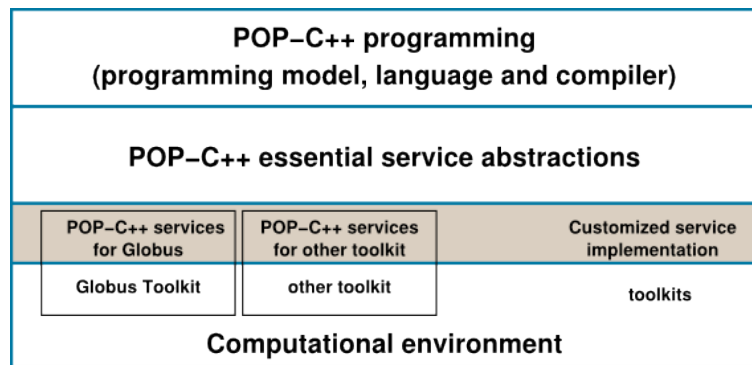 POP−C++ programming
(programming model, language and compiler)
POP−C++ essential service abstractions
POP−C++ services
for Globus
POP−C++ services
for other toolkit
Customized service
implementation
Globus Toolkit
other toolkit
toolkits
Computational environment